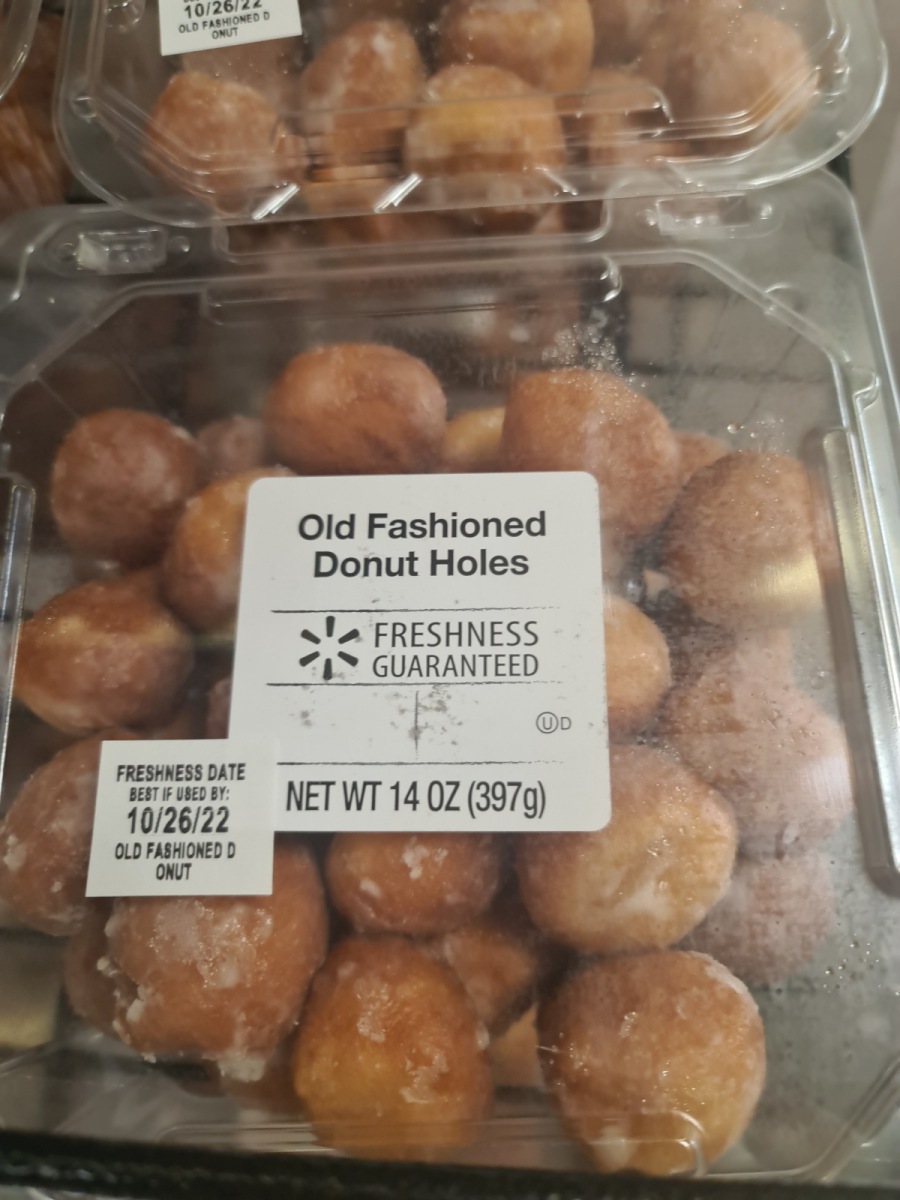 10/26/22
OLD FASHIONED D
ONUT
Old Fashioned
Donut Holes
FRESHNESS
GUARANTEED
U D
NET WT 14 OZ (397g)
FRESHNESS DATE
BEST IF USED BY:
10/26/22
OLD FASHIONED D
ONUT